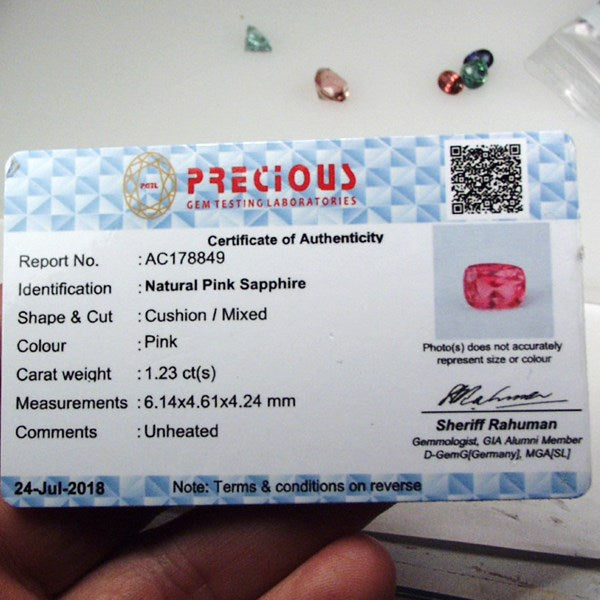 PGTL
PRECIOUS
GEM TESTING LABORATORIES
Certificate of Authenticity
Report No. : AC178849
Identification : Natural Pink Sapphire
Shape & Cut : Cushion / Mixed
Colour : Pink
Carat weight : 1.23 ct(s)
Measurements : 6.14x4.61x4.24 mm
Comments : Unheated
Photo(s) does not accurately
represent size or colour
Sheriff Rahuman
Gemmologist, GIA Alumni Member
D-GemG[Germany], MGA[SL]
24-Jul-2018
Note: Terms & conditions on reverse